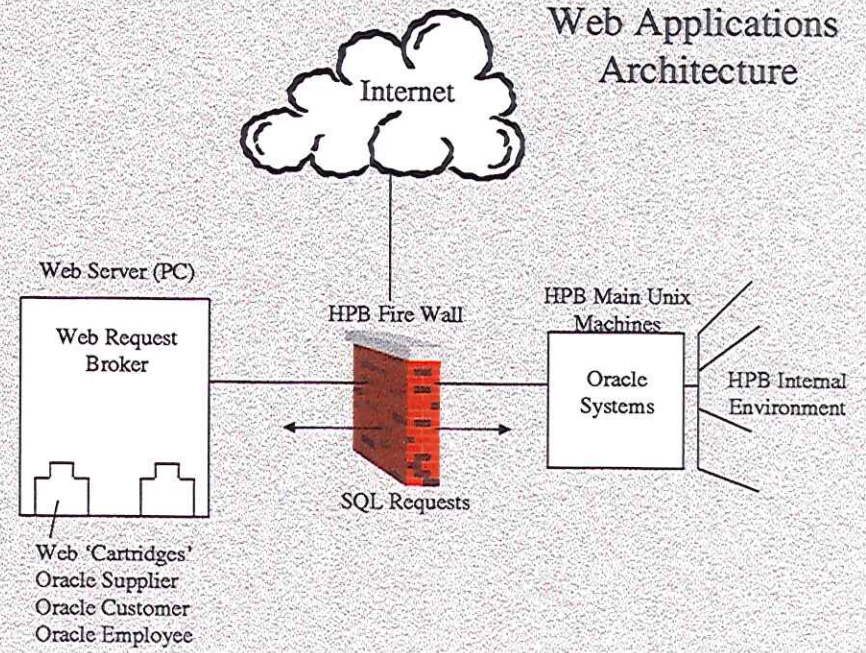 Web Applications
Architecture
Internet
Web Server (PC)
Web Request
Broker
HPB Fire Wall
HPB Main Unix
Machines
Oracle
Systems
HPB Internal
Environment
SQL Requests
Web ‘Cartridges’
Oracle Supplier
Oracle Customer
Oracle Employee